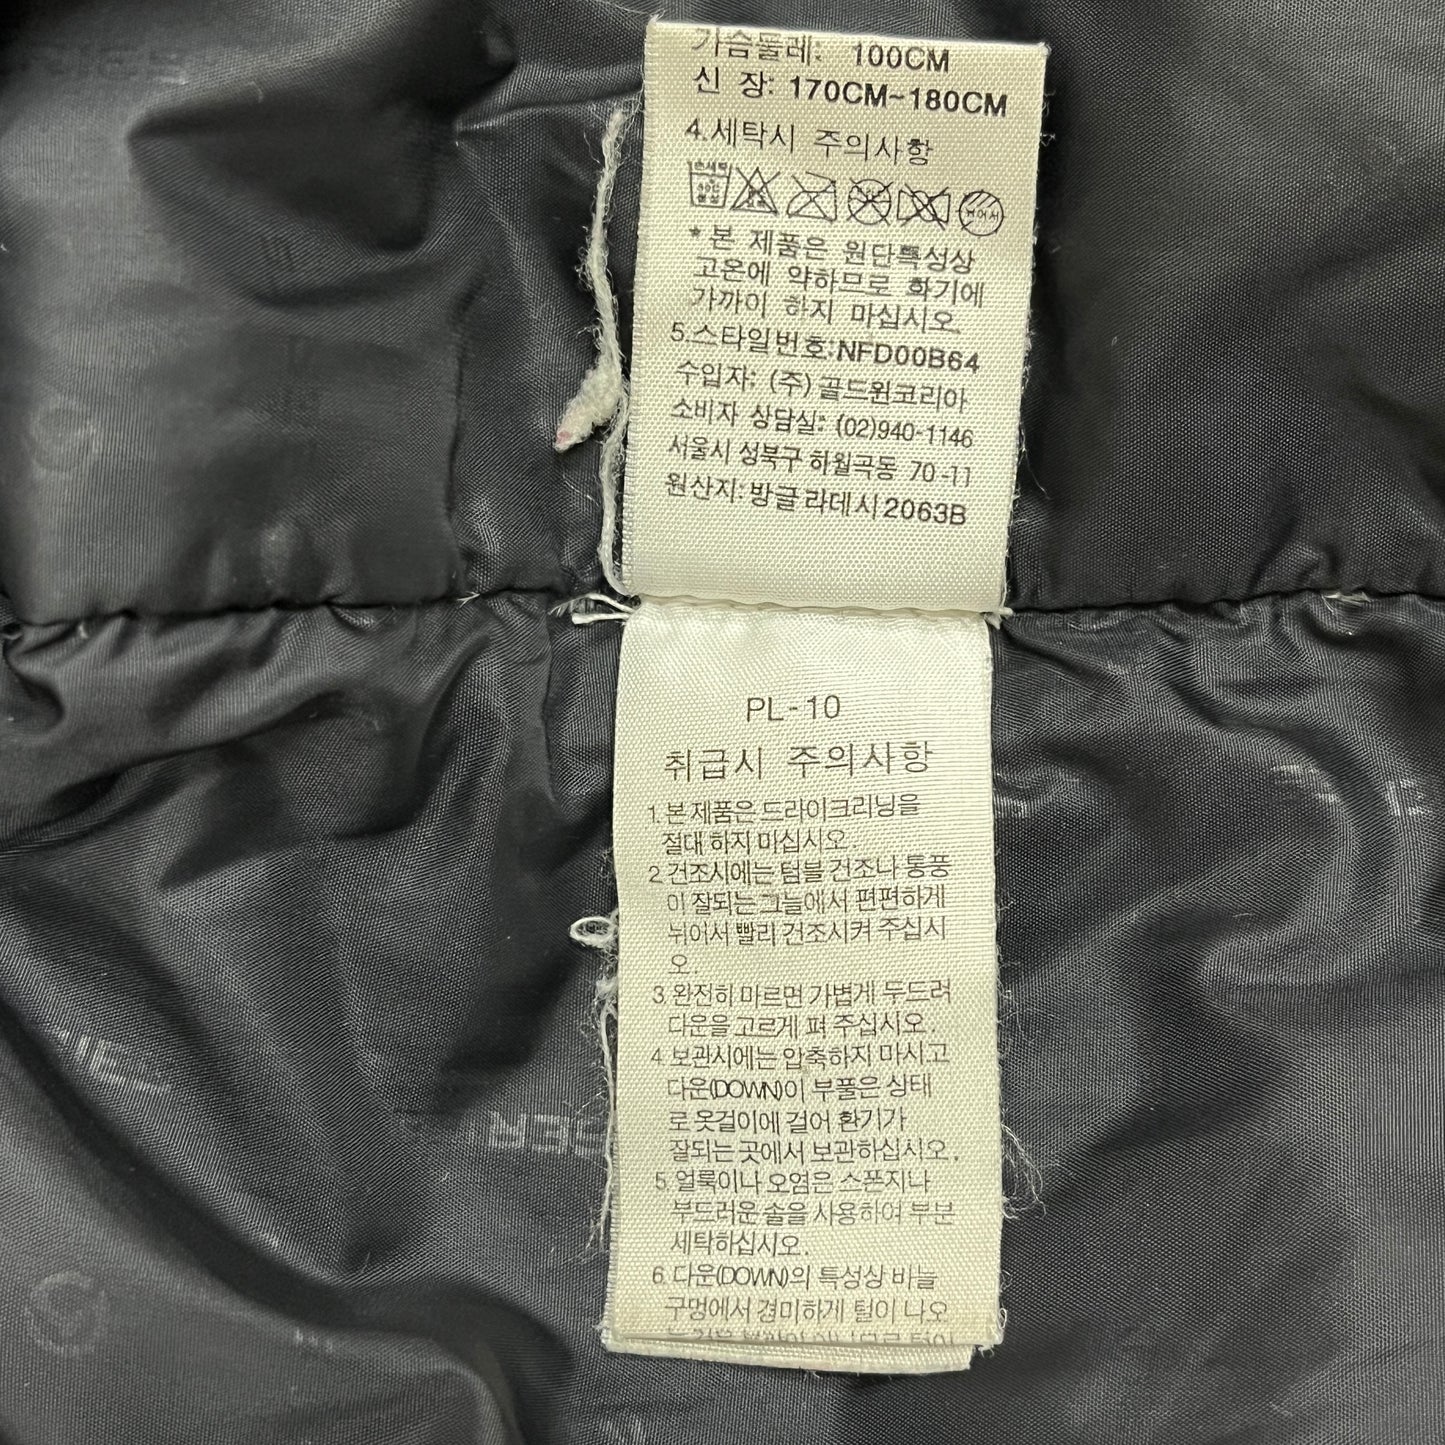 가슴둘레: 100CM
신 장: 170CM~180CM
4.세탁시 주의사항
* 본 제품은 원단특성상
고온에 약하므로 화기에
가까이 하지 마십시오.
5.스타일번호:NFD00B64
수입자: (주) 골드윈코리아
소비자 상담실: (02)940-1146
서울시 성북구 하월곡동 70-11
원산지: 방글라데시 2063B
PL-10
취급시 주의사항
1. 본 제품은 드라이크리닝을
절대 하지 마십시오.
2. 건조시에는 텀블 건조나 통풍
이 잘되는 그늘에서 편편하게
뉘어서 빨리 건조시켜 주십시
오.
3. 완전히 마르면 가볍게 두드려
다운을 고르게 펴 주십시오.
4. 보관시에는 압축하지 마시고
다운(DOWN)이 부풀은 상태
로 옷걸이에 걸어 환기가
잘되는 곳에서 보관하십시오.
5. 얼룩이나 오염은 스폰지나
부드러운 솔을 사용하여 부분
세탁하십시오.
6. 다운(DOWN)의 특성상 바늘
구멍에서 경미하게 털이 나오